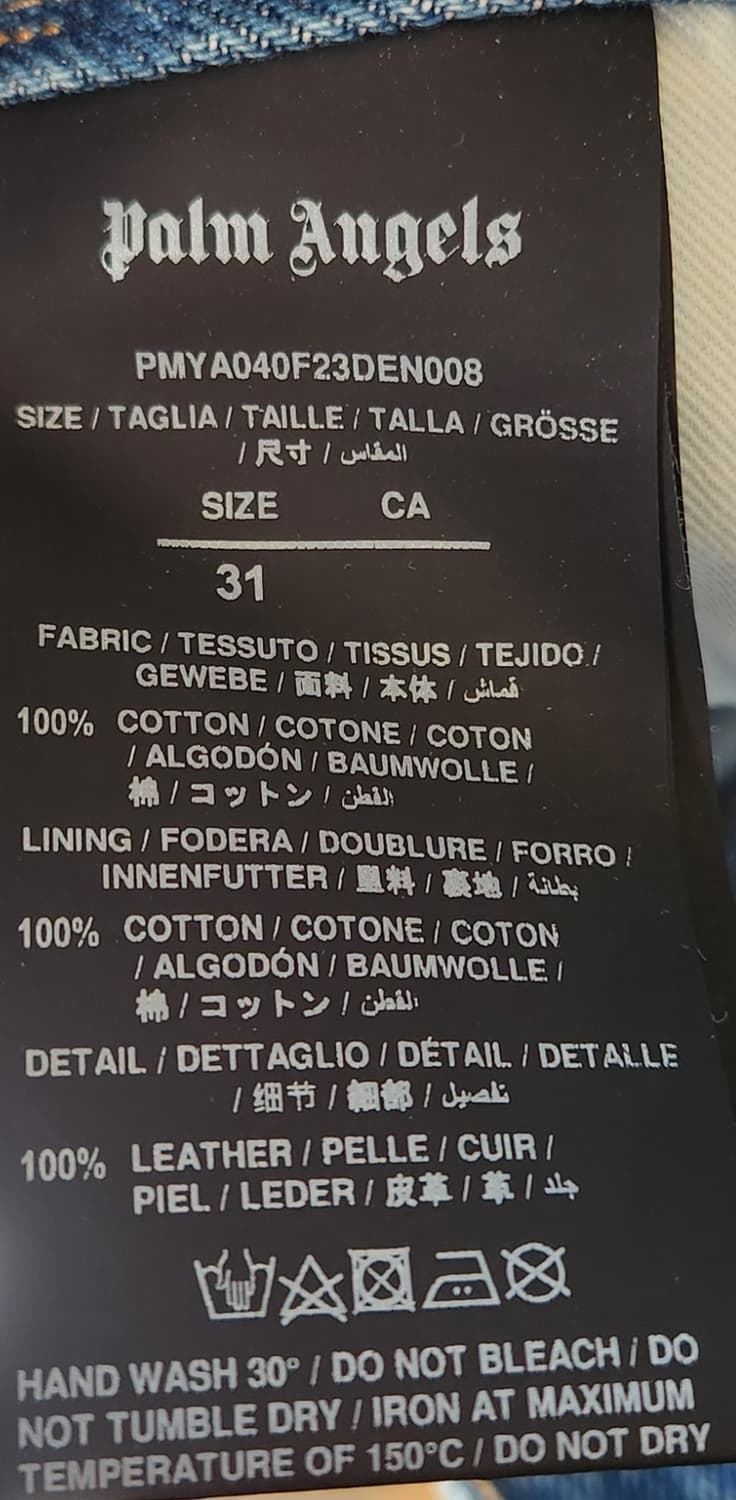 Palm Angels
PMYA040F23DEN008
SIZE / TAGLIA / TAILLE / TALLA / GRÖSSE
/ 尺寸 / المقاس
SIZE CA
31
FABRIC / TESSUTO / TISSUS / TEJIDO /
GEWEBE / 面料 / 本体 / قماش
100% COTTON / COTONE / COTON
/ ALGODÓN / BAUMWOLLE /
棉 / コットン / القطن
LINING / FODERA / DOUBLURE / FORRO /
INNENFUTTER / 里料 / 裏地 / بطانة
100% COTTON / COTONE / COTON
/ ALGODÓN / BAUMWOLLE /
棉 / コットン / القطن
DETAIL / DETTAGLIO / DÉTAIL / DETALLE
/ 细节 / 細部 / تفاصيل
100% LEATHER / PELLE / CUIR /
PIEL / LEDER / 皮革 / 革 / جلد
HAND WASH 30° / DO NOT BLEACH / DO
NOT TUMBLE DRY / IRON AT MAXIMUM
TEMPERATURE OF 150°C / DO NOT DRY